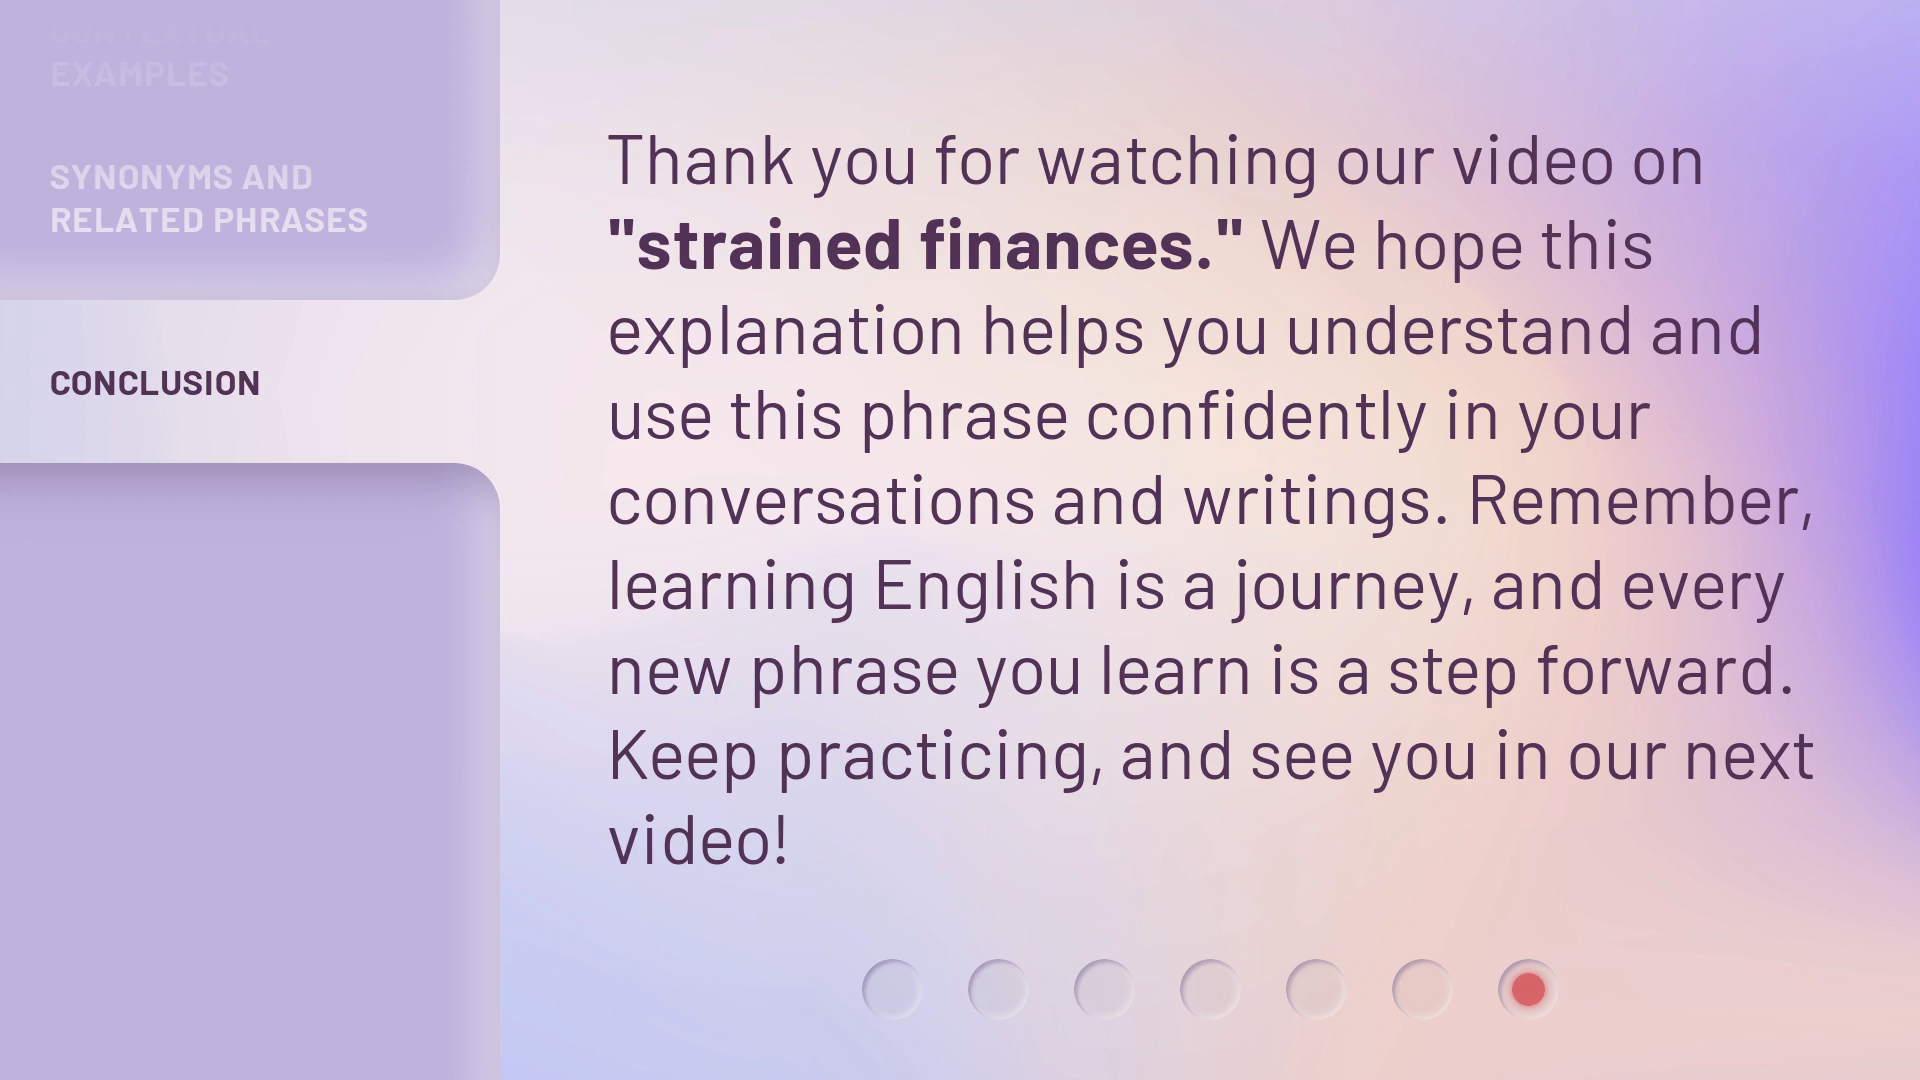 CONTEXTUAL
EXAMPLES
SYNONYMS AND
RELATED PHRASES
CONCLUSION
Thank you for watching our video on
"strained finances." We hope this
explanation helps you understand and
use this phrase confidently in your
conversations and writings. Remember,
learning English is a journey, and every
new phrase you learn is a step forward.
Keep practicing, and see you in our next
video!